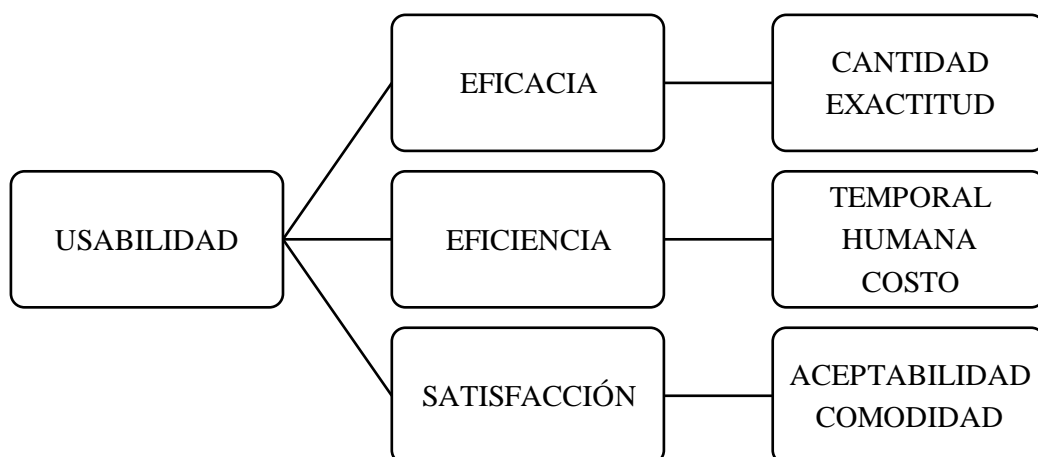 USABILIDAD
EFICACIA
CANTIDAD
EXACTITUD
EFICIENCIA
TEMPORAL
HUMANA
COSTO
SATISFACCIÓN
ACEPTABILIDAD
COMODIDAD